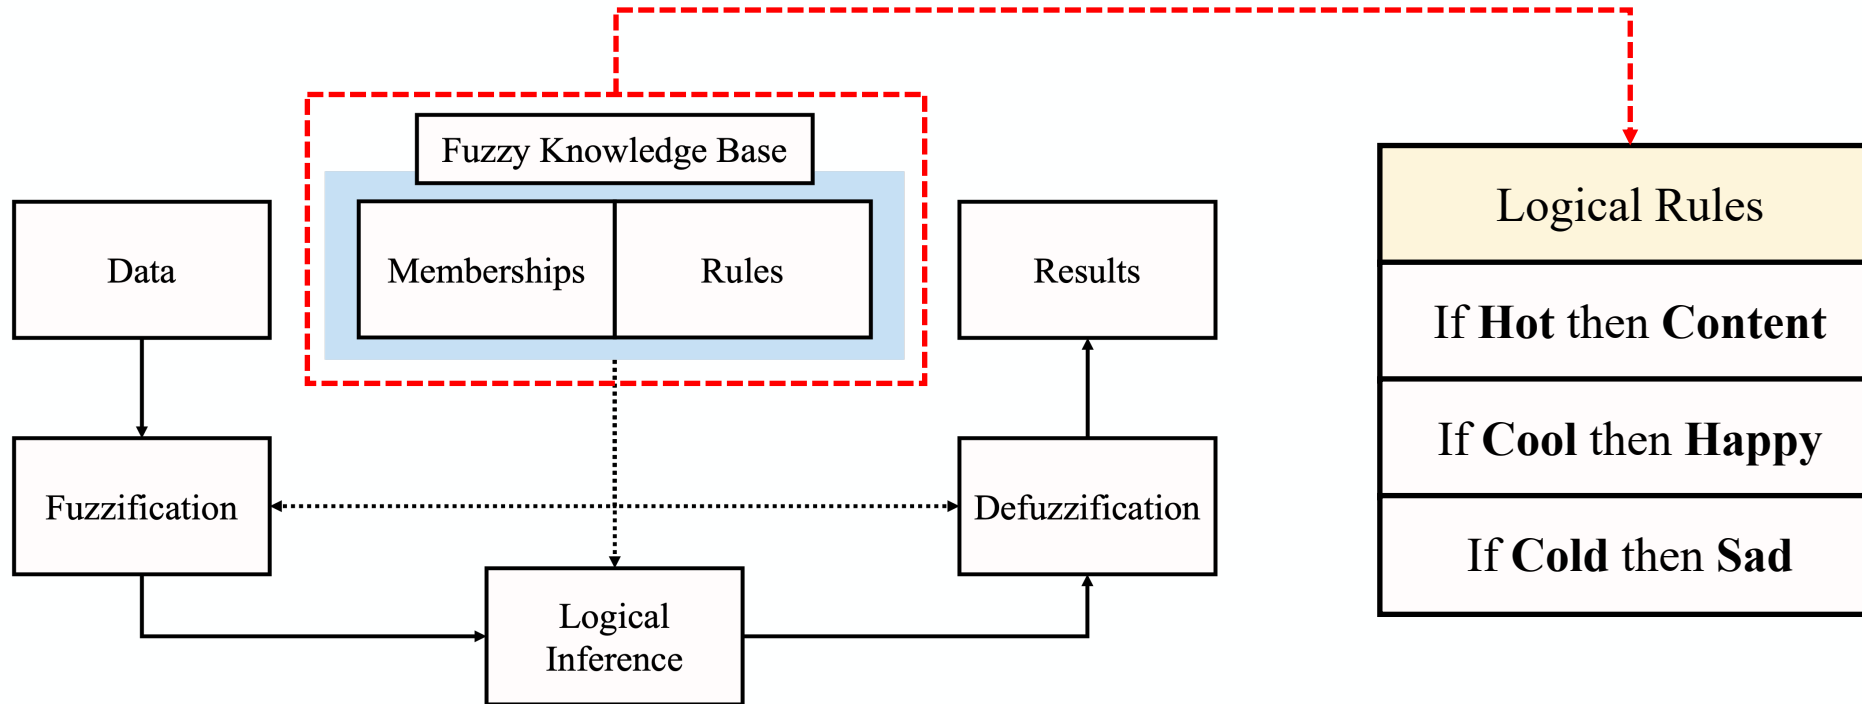 Fuzzy Knowledge Base
Data
Memberships
Rules
Results
Fuzzification
Defuzzification
Logical
Inference
Logical Rules
If Hot then Content
If Cool then Happy
If Cold then Sad